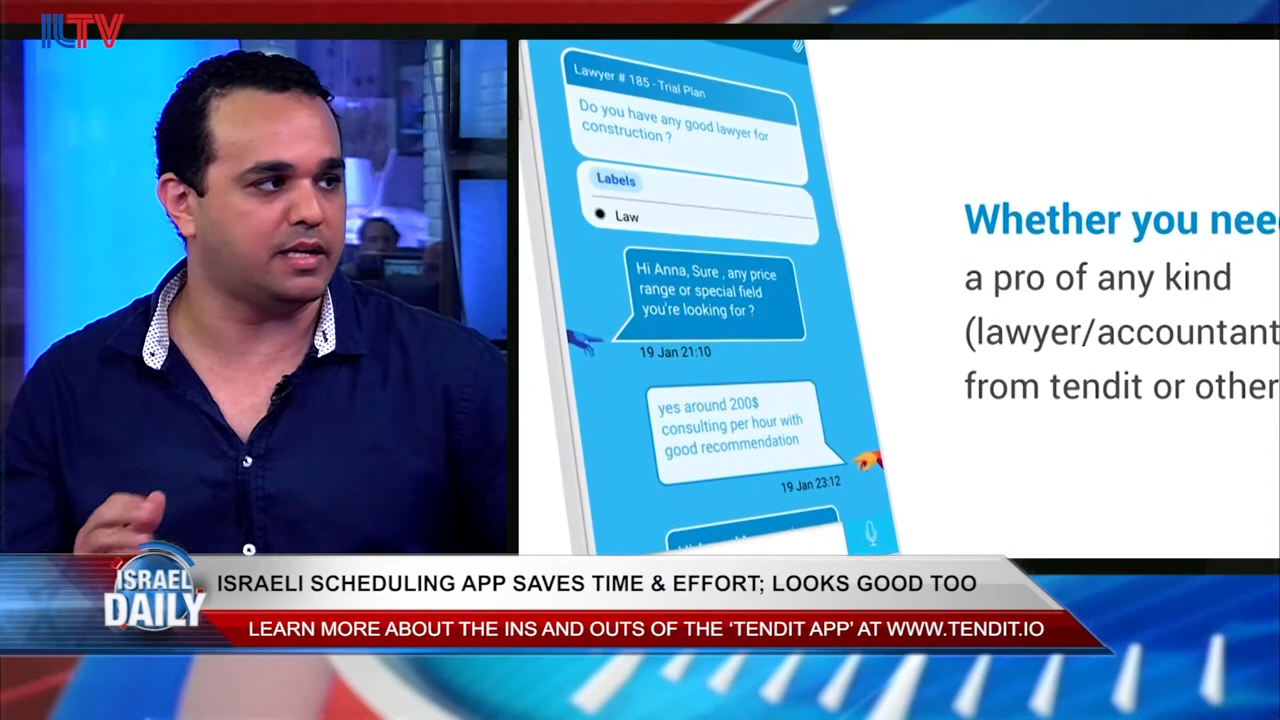 ILTV
Lawyer # 185 - Trial Plan
Do you have any good lawyer for
construction ?
Labels
Law
Hi Anna, Sure , any price
range or special field
you're looking for ?
19 Jan 21:10
yes around 200$
consulting per hour with
good recommendation
19 Jan 23:12
Whether you nee
a pro of any kind
(lawyer/accountant
from tendit or other
ISRAEL
DAILY
ISRAELI SCHEDULING APP SAVES TIME & EFFORT; LOOKS GOOD TOO
LEARN MORE ABOUT THE INS AND OUTS OF THE ‘TENDIT APP’ AT WWW.TENDIT.IO